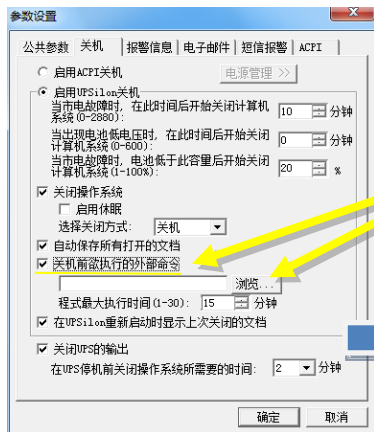 参数设置
公共参数 关机 报警信息 电子邮件 短信报警 ACPI
启用ACPI关机 电源管理 >>
启用UPSilon关机
当市电故障时, 在此时间后开始关闭计算机
系统(0-2880): 10 分钟
当出现电池低电压时, 在此时间后开始关闭
计算机系统(0-600): 0 分钟
当市电故障时, 电池低于此容量后开始关闭
计算机系统(1-100%): 20 %
关闭操作系统
启用休眠
选择关闭方式: 关机
自动保存所有打开的文档
关机前欲执行的外部命令
浏览...
程式最大执行时间(1-30): 15 分钟
在UPSilon重新启动时显示上次关闭的文档
关闭UPS的输出
在UPS停机前关闭操作系统所需要的时间: 2 分钟
确定 取消